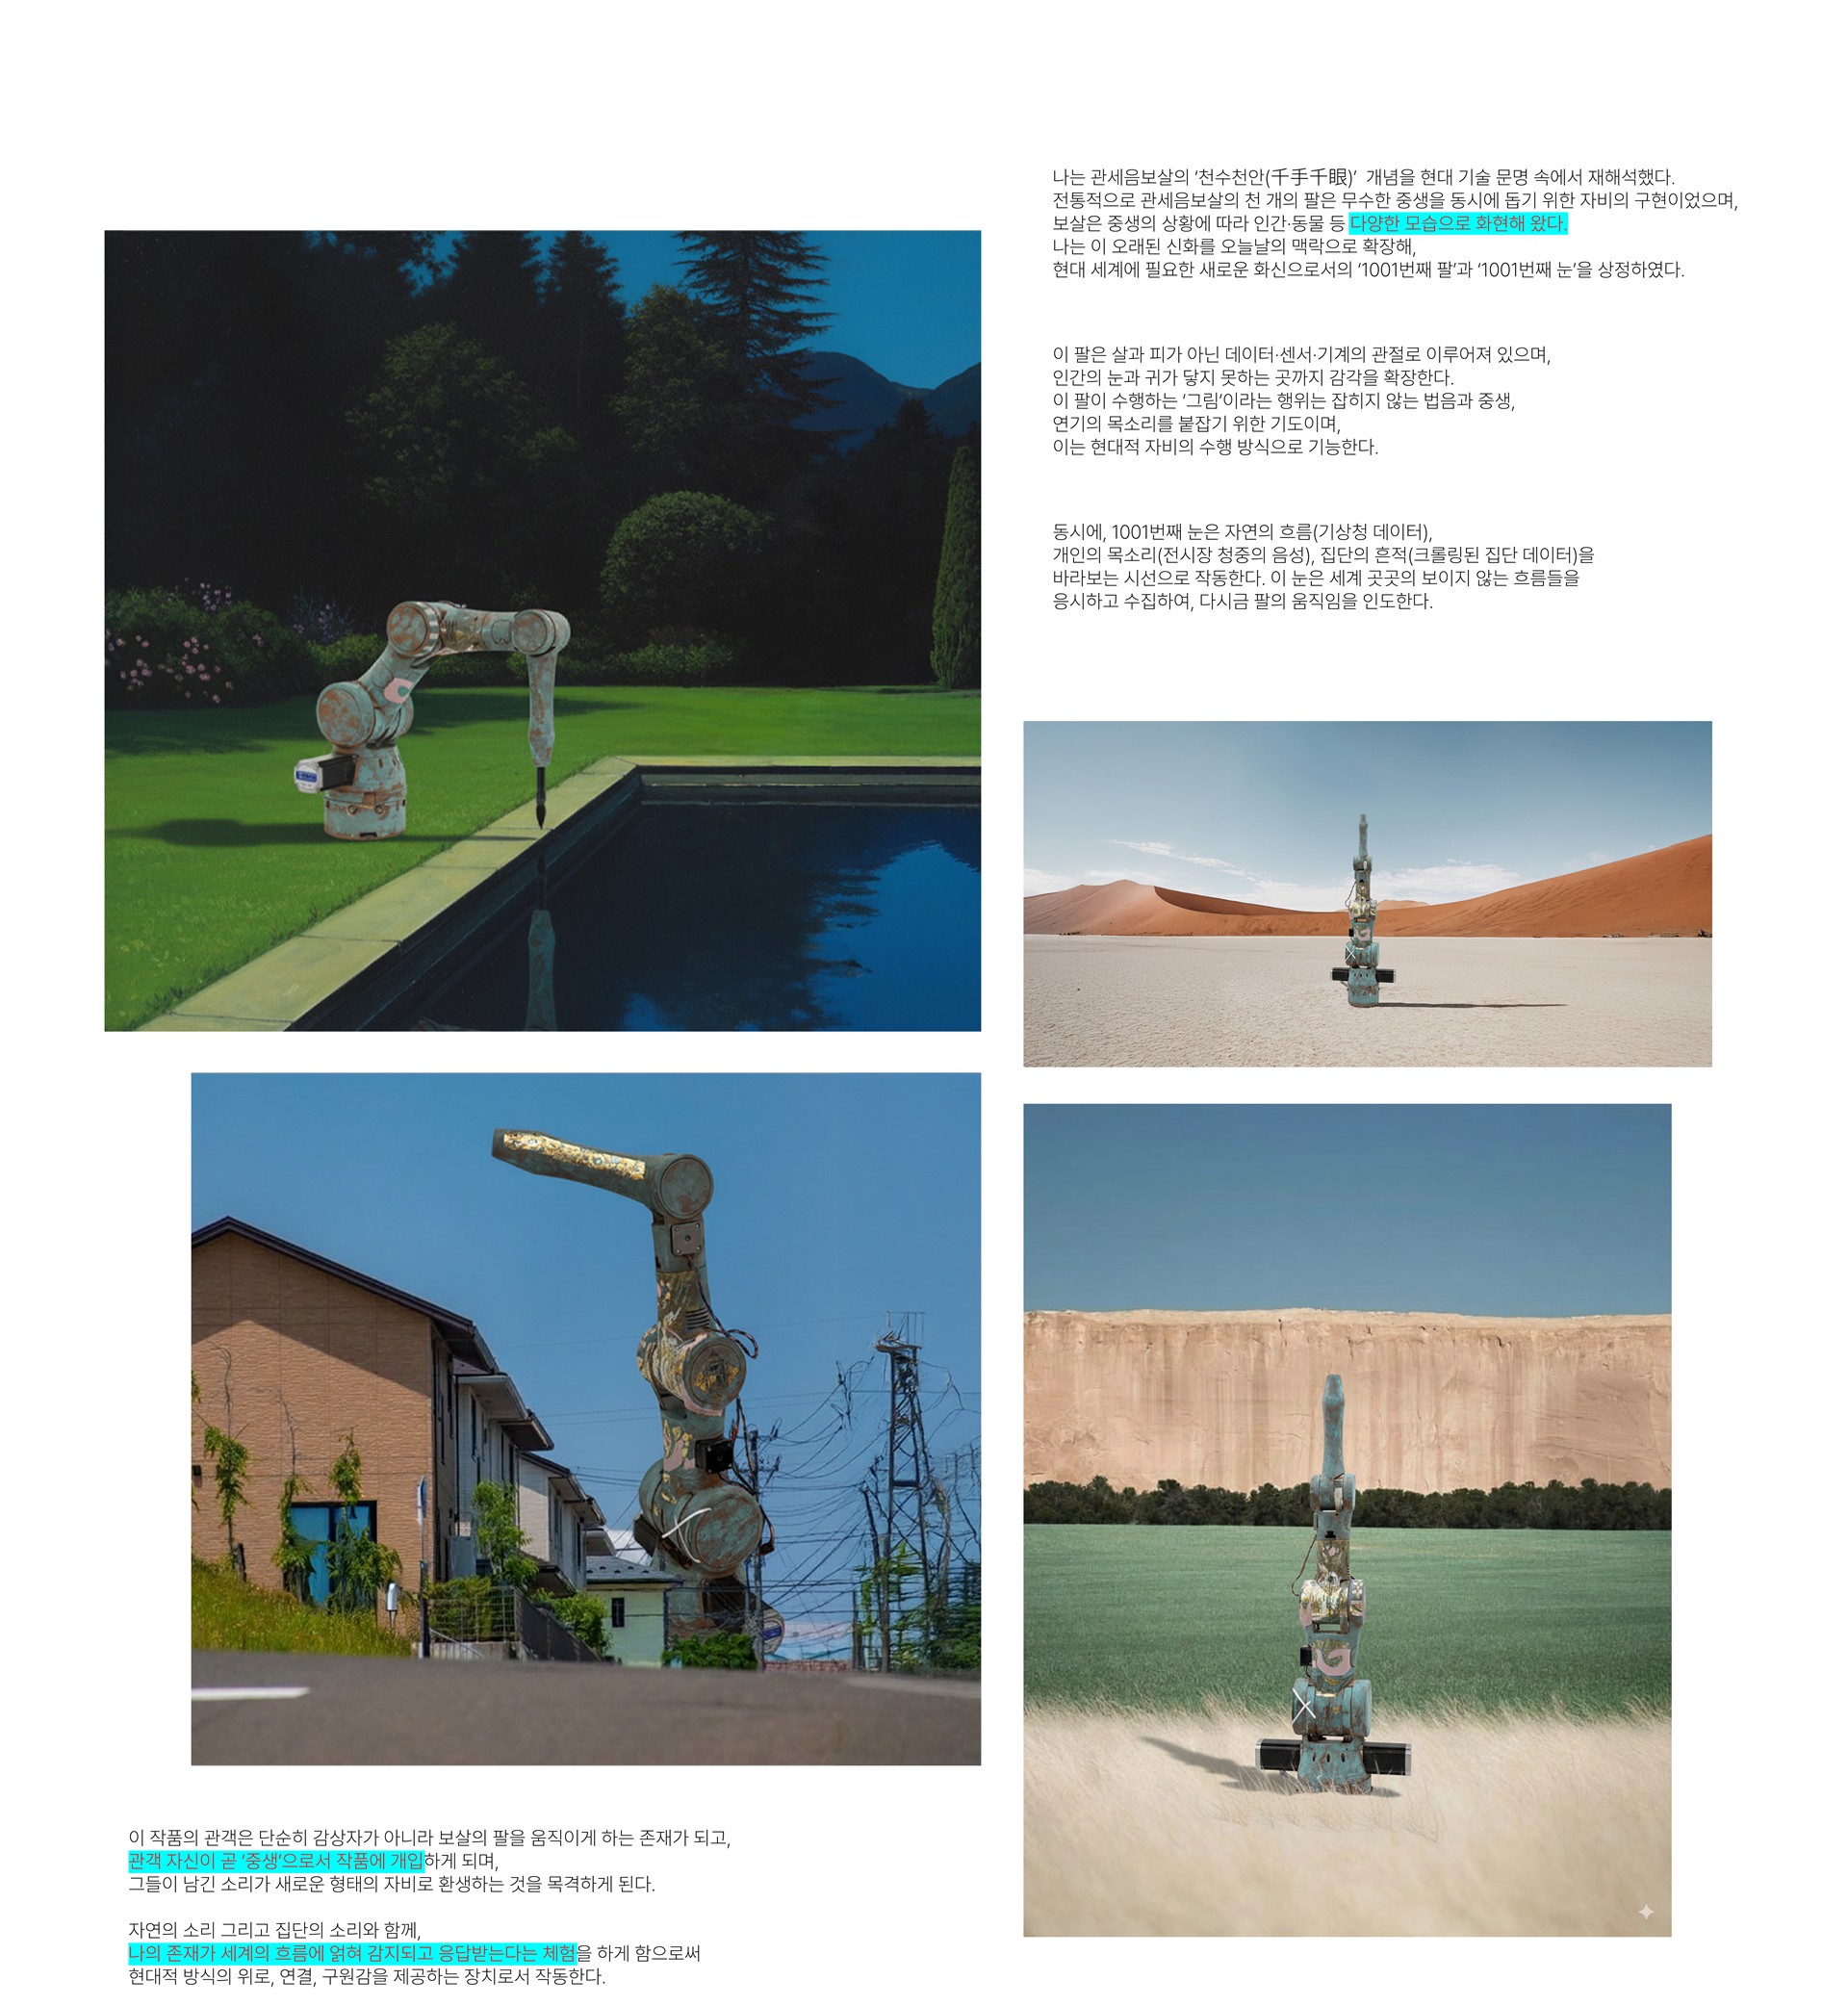 나는 관세음보살의 ‘천수천안(千手千眼)’ 개념을 현대 기술 문명 속에서 재해석했다.
전통적으로 관세음보살의 천 개의 팔은 무수한 중생을 동시에 돕기 위한 자비의 구현이었으며,
보살은 중생의 상황에 따라 인간·동물 등 다양한 모습으로 화현해 왔다.
나는 이 오래된 신화를 오늘날의 맥락으로 확장해,
현대 세계에 필요한 새로운 화신으로서의 ‘1001번째 팔’과 ‘1001번째 눈’을 상정하였다.
이 팔은 살과 피가 아닌 데이터·센서·기계의 관절로 이루어져 있으며,
인간의 눈과 귀가 닿지 못하는 곳까지 감각을 확장한다.
이 팔이 수행하는 ‘그림’이라는 행위는 잡히지 않는 법음과 중생,
연기의 목소리를 붙잡기 위한 기도이며,
이는 현대적 자비의 수행 방식으로 기능한다.
동시에, 1001번째 눈은 자연의 흐름(기상청 데이터),
개인의 목소리(전시장 청중의 음성), 집단의 흔적(크롤링된 집단 데이터)을
바라보는 시선으로 작동한다. 이 눈은 세계 곳곳의 보이지 않는 흐름들을
응시하고 수집하여, 다시금 팔의 움직임을 인도한다.
이 작품의 관객은 단순히 감상자가 아니라 보살의 팔을 움직이게 하는 존재가 되고,
관객 자신이 곧 ‘중생’으로서 작품에 개입하게 되며,
그들이 남긴 소리가 새로운 형태의 자비로 환생하는 것을 목격하게 된다.
자연의 소리 그리고 집단의 소리와 함께,
나의 존재가 세계의 흐름에 얽혀 감지되고 응답받는다는 체험을 하게 함으로써
현대적 방식의 위로, 연결, 구원감을 제공하는 장치로서 작동한다.